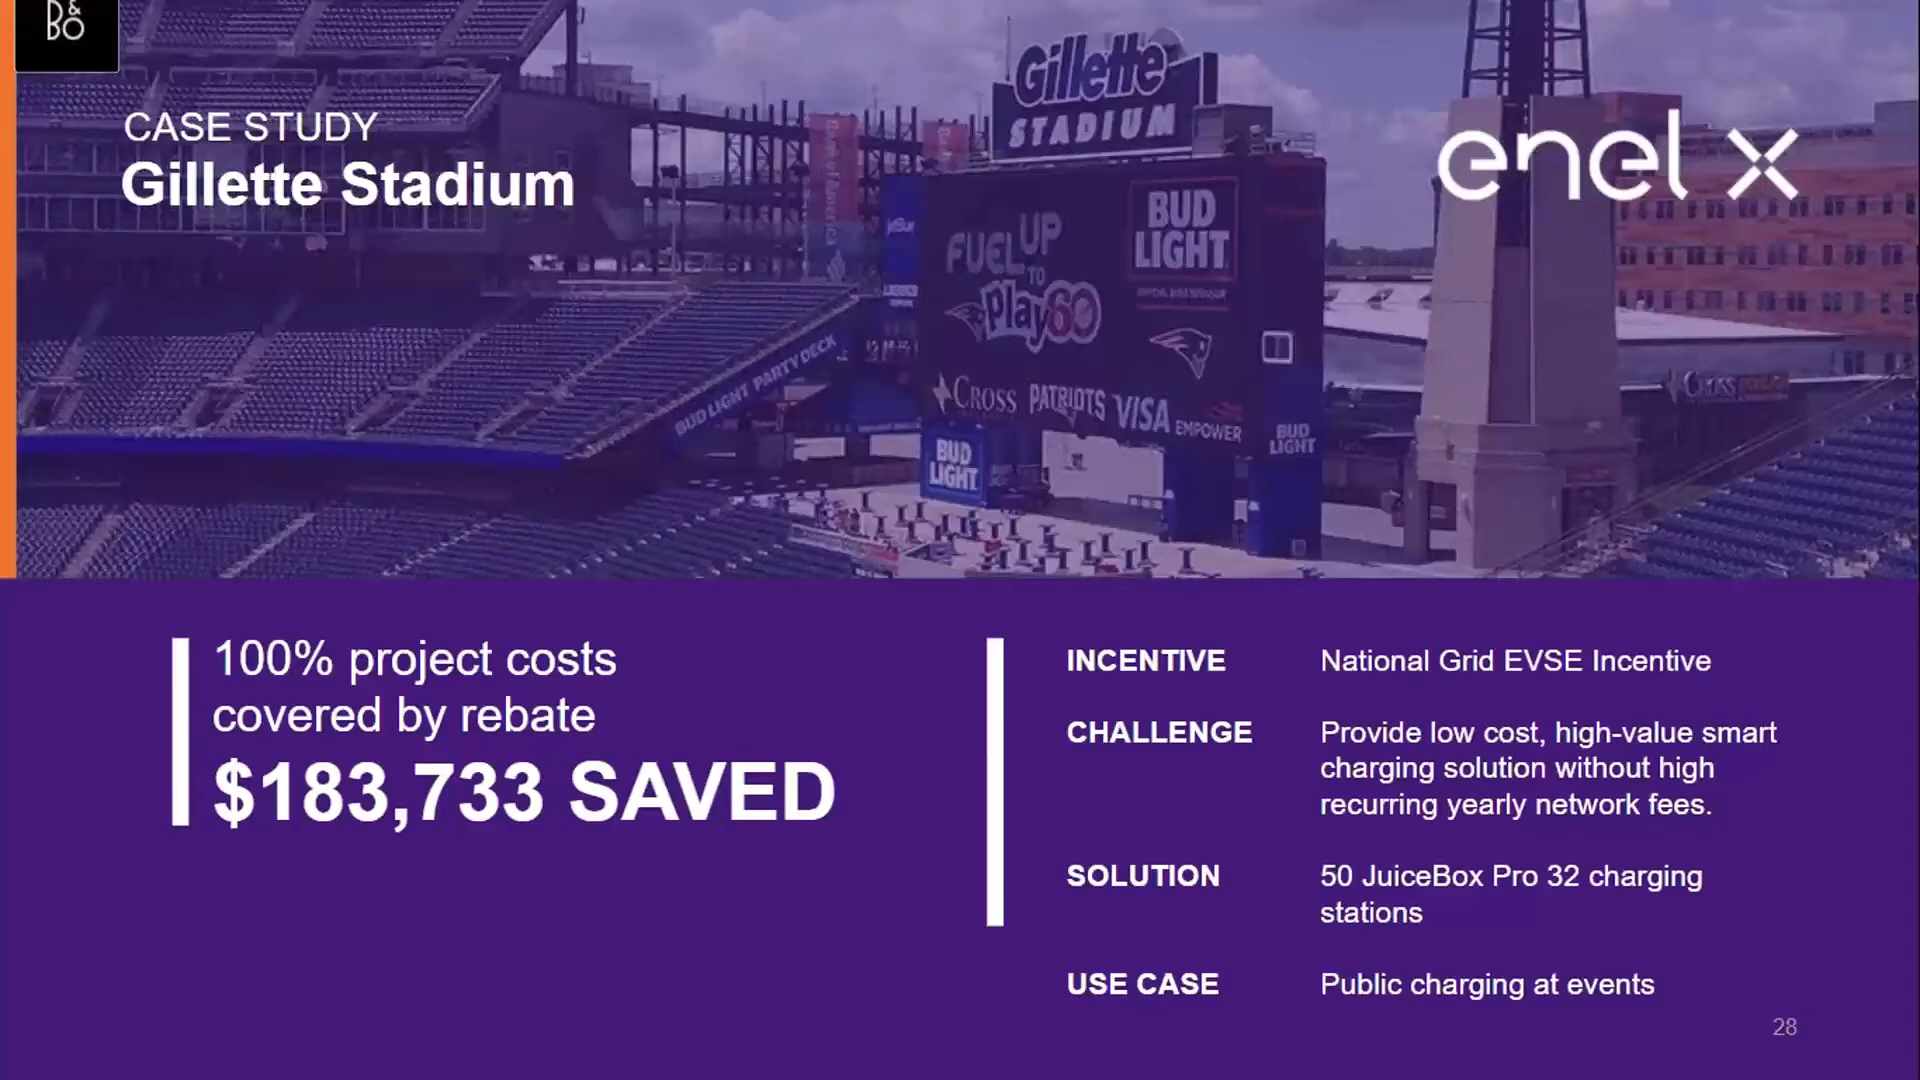 B&O
CASE STUDY
Gillette Stadium
enel x
Gillette
STADIUM
FUEL UP
TO
Play60
BUD
LIGHT
CROSS PATRIOTS VISA EMPOWER
BUD LIGHT PARTY DECK
BUD
LIGHT
BUD
LIGHT
CROSS
100% project costs
covered by rebate
$183,733 SAVED
INCENTIVE National Grid EVSE Incentive
CHALLENGE Provide low cost, high-value smart
charging solution without high
recurring yearly network fees.
SOLUTION 50 JuiceBox Pro 32 charging
stations
USE CASE Public charging at events
28